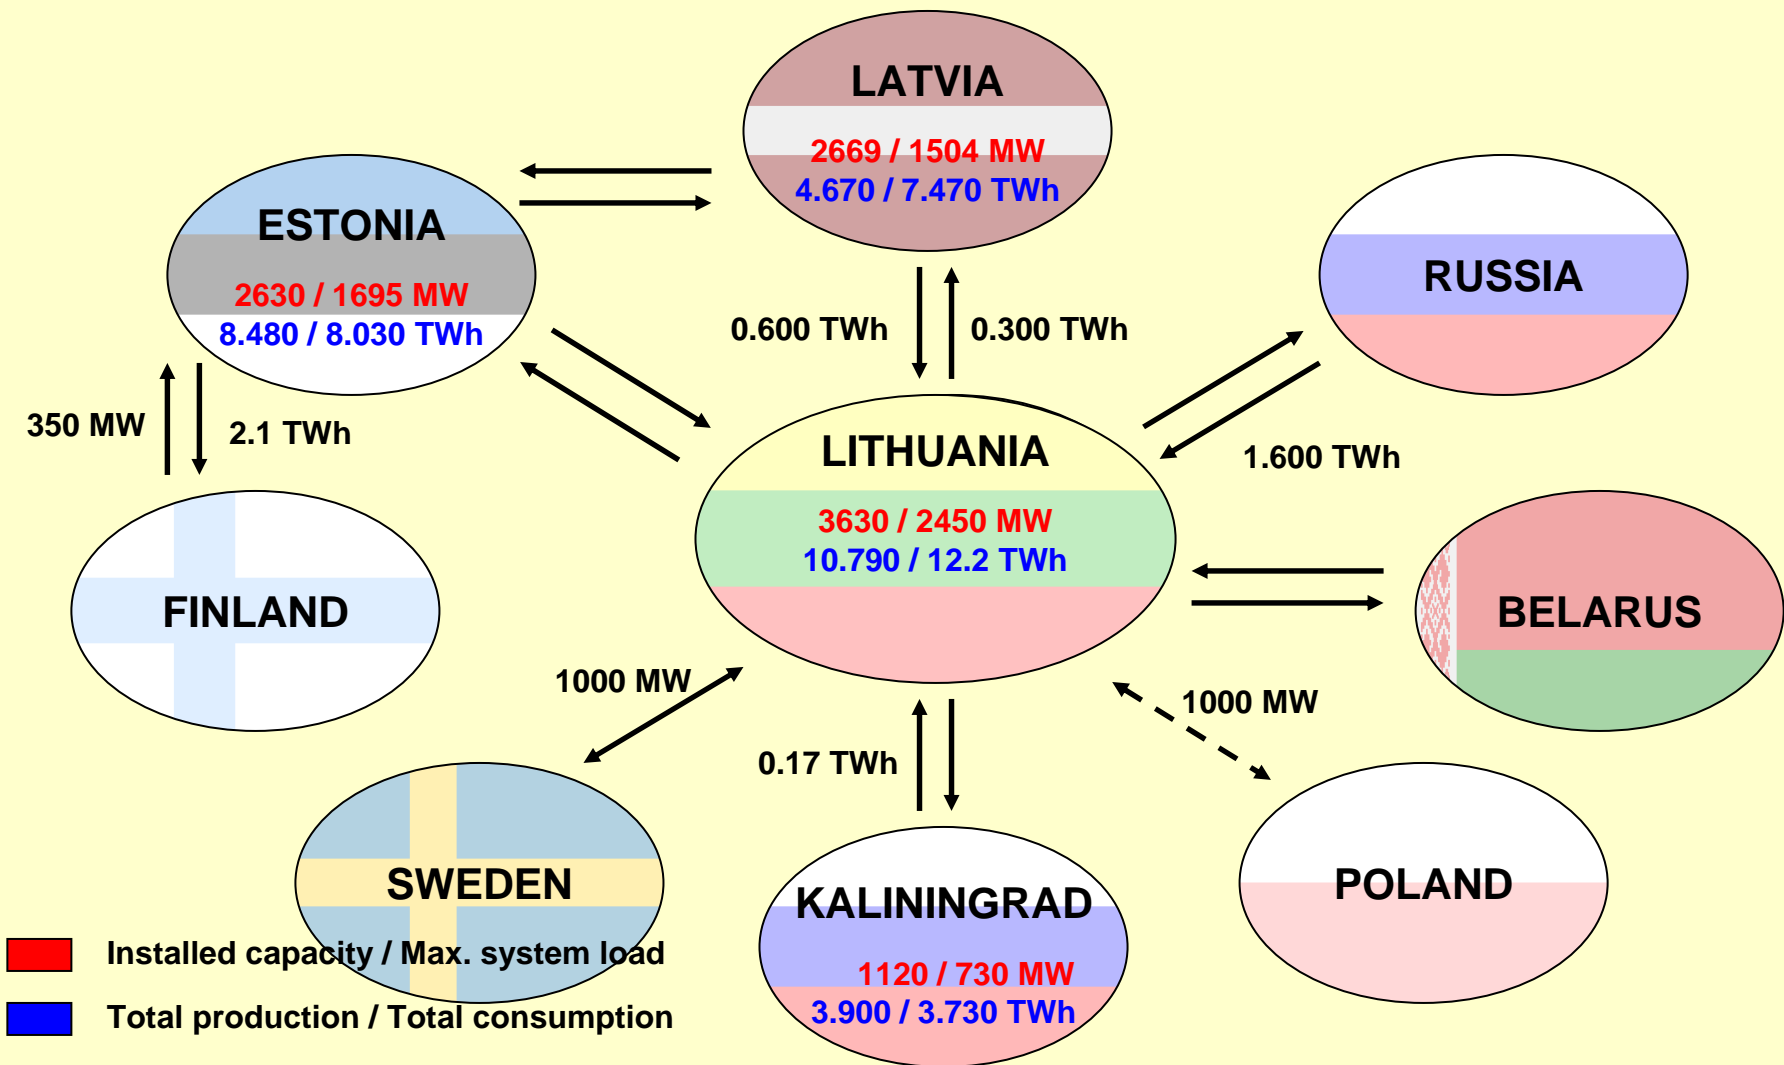 LATVIA
2669 / 1504 MW
4.670 / 7.470 TWh
ESTONIA
2630 / 1695 MW
8.480 / 8.030 TWh
RUSSIA
0.600 TWh
0.300 TWh
350 MW
2.1 TWh
LITHUANIA
3630 / 2450 MW
10.790 / 12.2 TWh
1.600 TWh
FINLAND
BELARUS
1000 MW
1000 MW
0.17 TWh
SWEDEN
KALININGRAD
1120 / 730 MW
3.900 / 3.730 TWh
POLAND
Installed capacity / Max. system load
Total production / Total consumption